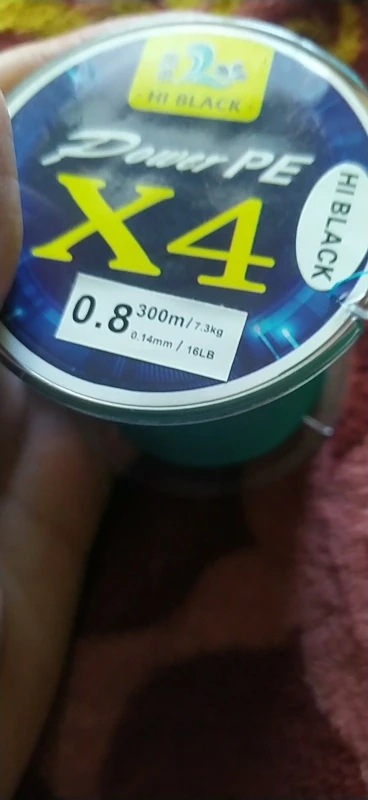 HI BLACK
Power PE
X4
HI BLACK
0.8 300m/7.3kg
0.14mm / 16LB